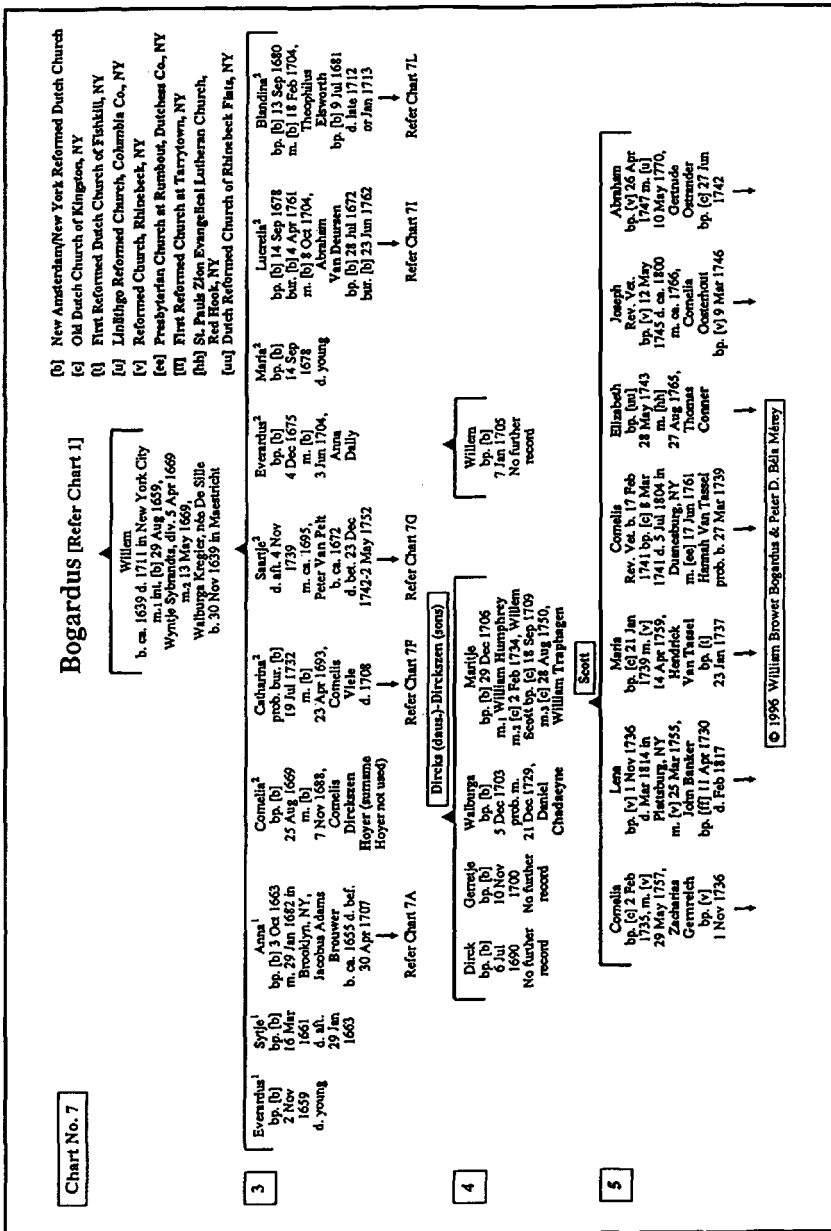 Chart No. 7
Bogardus [Refer Chart 1]
Willem
b. ca. 1639 d. 1711 in New York City
m.1 int. [b] 29 Aug 1659,
Wyntje Sybrandts, div. 5 Apr 1669
m.2 13 May 1669,
Walburga Kregier, née De Sille
b. 30 Nov 1639 in Maestricht
[b] New Amsterdam/New York Reformed Dutch Church
[c] Old Dutch Church of Kingston, NY
[t] First Reformed Dutch Church of Fishkill, NY
[u] Linlithgo Reformed Church, Columbia Co., NY
[v] Reformed Church, Rhinebeck, NY
[ee] Presbyterian Church at Rumbout, Dutchess Co., NY
[ff] First Reformed Church at Tarrytown, NY
[hh] St. Pauls Zion Evangelical Lutheran Church,
Red Hook, NY
[uu] Dutch Reformed Church of Rhinebeck Flats, NY
3
Everardus¹
bp. [b]
2 Nov
1659
d. young
Sytje¹
bp. [b]
16 Mar
1661
d. aft.
29 Jan
1663
Anna¹
bp. [b] 3 Oct 1663
m. 29 Jan 1682 in
Brooklyn, NY,
Jacobus Adams
Brouwer
b. ca. 1655 d. bef.
30 Apr 1707
Refer Chart 7A
Cornelia²
bp. [b]
25 Aug 1669
m. [b]
7 Nov 1688,
Cornelis
Dirckszen
Hoyer (surname
Hoyer not used)
Catharina²
prob. bur. [b]
19 Jul 1732
m. [b]
23 Apr 1693,
Cornelis
Viele
d. 1708
Refer Chart 7F
Saartje²
d. aft. 4 Nov
1739
m. ca. 1695,
Peter Van Pelt
b. ca. 1672
d. bet. 23 Dec
1742-2 May 1752
Refer Chart 7G
Everardus²
bp. [b]
4 Dec 1675
m. [b]
3 Jun 1704,
Anna
Dally
Maria²
bp. [b]
14 Sep
1678
d. young
Lucretia²
bp. [b] 14 Sep 1678
bur. [b] 4 Apr 1761
m. [b] 8 Oct 1704,
Abraham
Van Deursen
bp. [b] 28 Jul 1672
bur. [b] 23 Jun 1762
Refer Chart 7I
Blandina²
bp. [b] 13 Sep 1680
m. [b] 18 Feb 1704,
Theophilus
Elsworth
bp. [b] 9 Jul 1681
d. late 1712
or Jan 1713
Refer Chart 7L
Dircks (daus.)-Dirckszen (sons)
4
Dirck
bp. [b]
6 Jul
1690
No further
record
Gerretje
bp. [b]
10 Nov
1700
No further
record
Walburga
bp. [b]
5 Dec 1703
prob. m.
21 Dec 1729,
Daniel
Chadaeyne
Maritje
bp. [b] 29 Dec 1706
m.1 William Humphrey
m.2 [c] 2 Feb 1734, Willem
Scott bp. [c] 18 Sep 1709
m.3 [c] 28 Aug 1750,
William Traphagen
Willem
bp. [b]
7 Jan 1705
No further
record
Scott
5
Cornelia
bp. [c] 2 Feb
1735, m. [v]
29 May 1757,
Zacharias
Gernreich
bp. [v]
1 Nov 1736
Lena
bp. [v] 1 Nov 1736
d. Mar 1814 in
Plattsburg, NY
m. [v] 25 Mar 1755,
John Banker
bp. [ff] 11 Apr 1730
d. Feb 1817
Maria
bp. [c] 21 Jan
1739 m. [v]
14 Apr 1759,
Hendrick
Van Tassel
bp. [t]
23 Jan 1737
Cornelis
Rev. Vet. b. 17 Feb
1741 bp. [c] 8 Mar
1741 d. 5 Jul 1804 in
Duanesburg, NY
m. [ee] 17 Jun 1761
Hannah Van Tassel
prob. b. 27 Mar 1739
Elizabeth
bp. [uu]
28 May 1743
m. [hh]
27 Aug 1765,
Thomas
Conner
Joseph
Rev. Vet.
bp. [v] 12 May
1745 d. ca. 1800
m. ca. 1766,
Cornelia
Oosterhout
bp. [v] 9 Mar 1746
Abraham
bp. [v] 26 Apr
1747 m. [u]
10 May 1770,
Gertrude
Ostrander
bp. [c] 27 Jun
1742
© 1996 William Brower Bogardus & Peter D. Béla Mérey